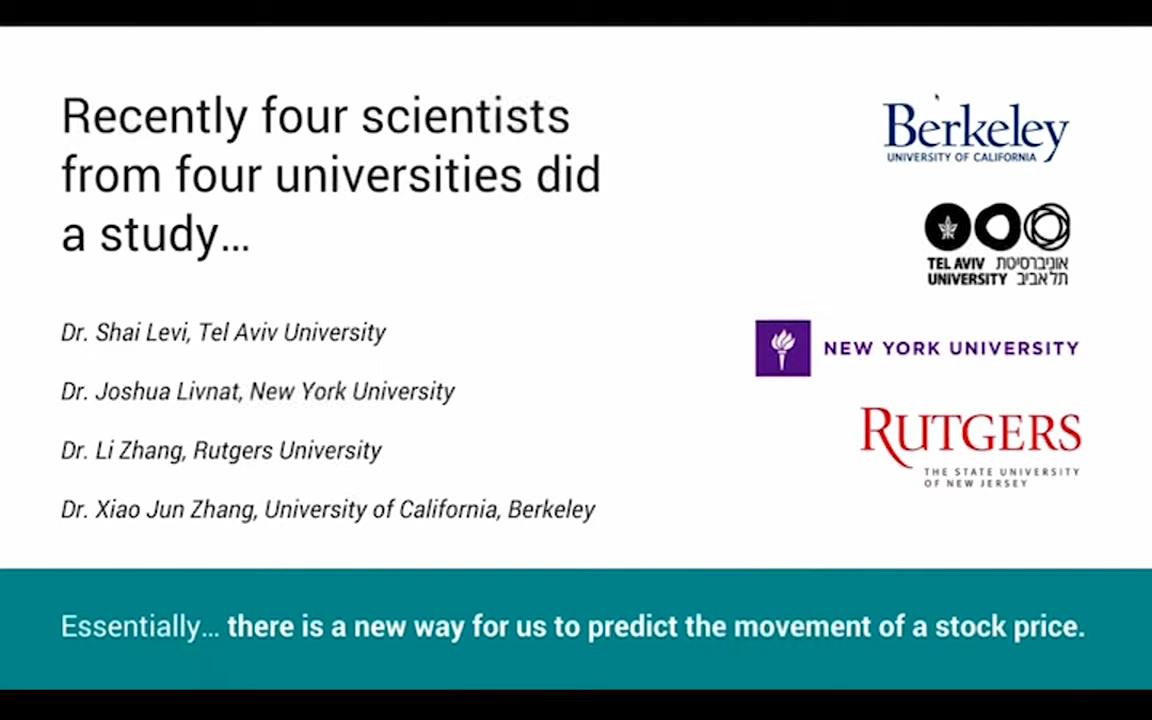 Recently four scientists
from four universities did
a study...
Dr. Shai Levi, Tel Aviv University
Dr. Joshua Livnat, New York University
Dr. Li Zhang, Rutgers University
Dr. Xiao Jun Zhang, University of California, Berkeley
Berkeley
UNIVERSITY OF CALIFORNIA
TEL AVIV אוניברסיטת
UNIVERSITY תל אביב
NEW YORK UNIVERSITY
RUTGERS
THE STATE UNIVERSITY
OF NEW JERSEY
Essentially... there is a new way for us to predict the movement of a stock price.